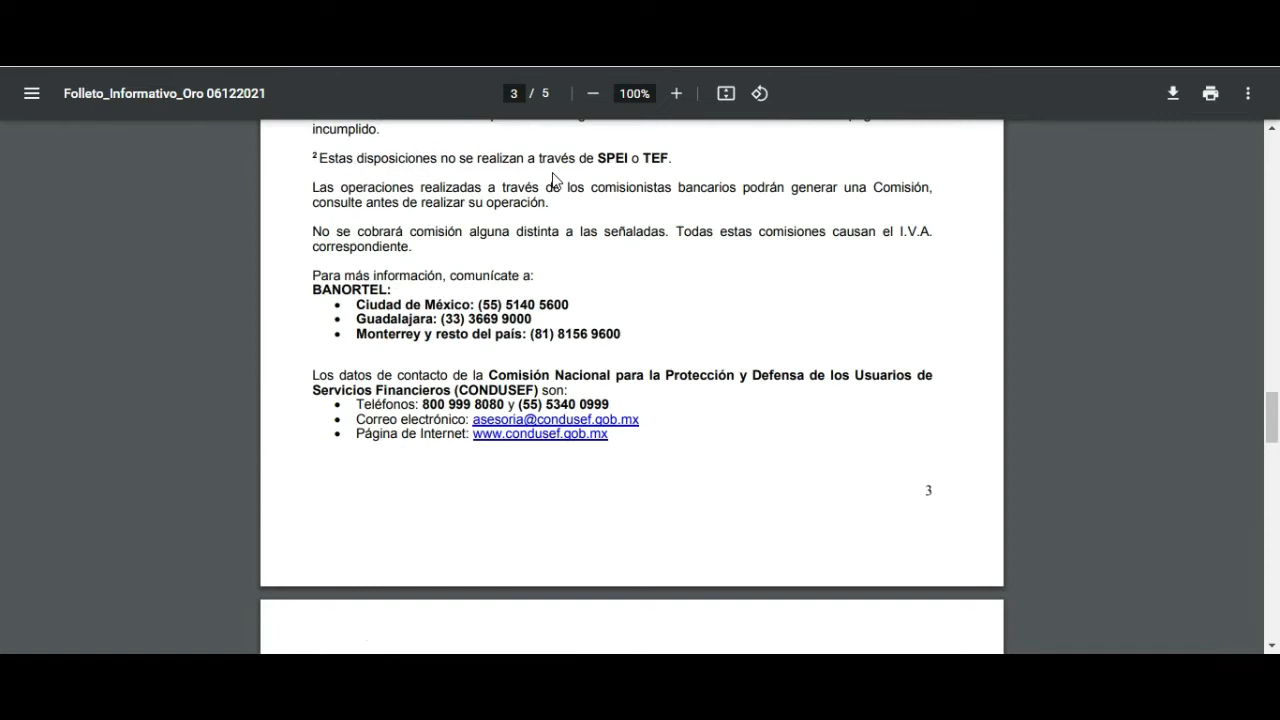 Folleto_Informativo_Oro 06122021
3 / 5
100%
incumplido.
2 Estas disposiciones no se realizan a través de SPEI o TEF.
Las operaciones realizadas a través de los comisionistas bancarios podrán generar una Comisión,
consulte antes de realizar su operación.
No se cobrará comisión alguna distinta a las señaladas. Todas estas comisiones causan el I.V.A.
correspondiente.
Para más información, comunícate a:
BANORTEL:
• Ciudad de México: (55) 5140 5600
• Guadalajara: (33) 3669 9000
• Monterrey y resto del país: (81) 8156 9600
Los datos de contacto de la Comisión Nacional para la Protección y Defensa de los Usuarios de
Servicios Financieros (CONDUSEF) son:
• Teléfonos: 800 999 8080 y (55) 5340 0999
• Correo electrónico: asesoria@condusef.gob.mx
• Página de Internet: www.condusef.gob.mx
3